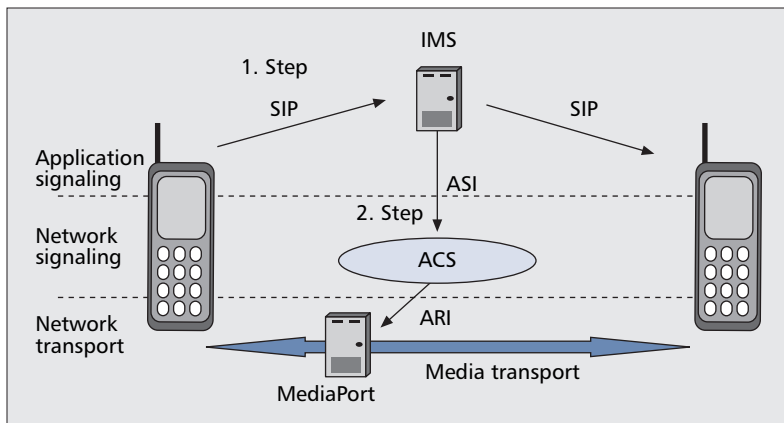 IMS
1. Step
SIP
SIP
Application
signaling
ASI
2. Step
Network
signaling
ACS
ARI
Network
transport
Media transport
MediaPort